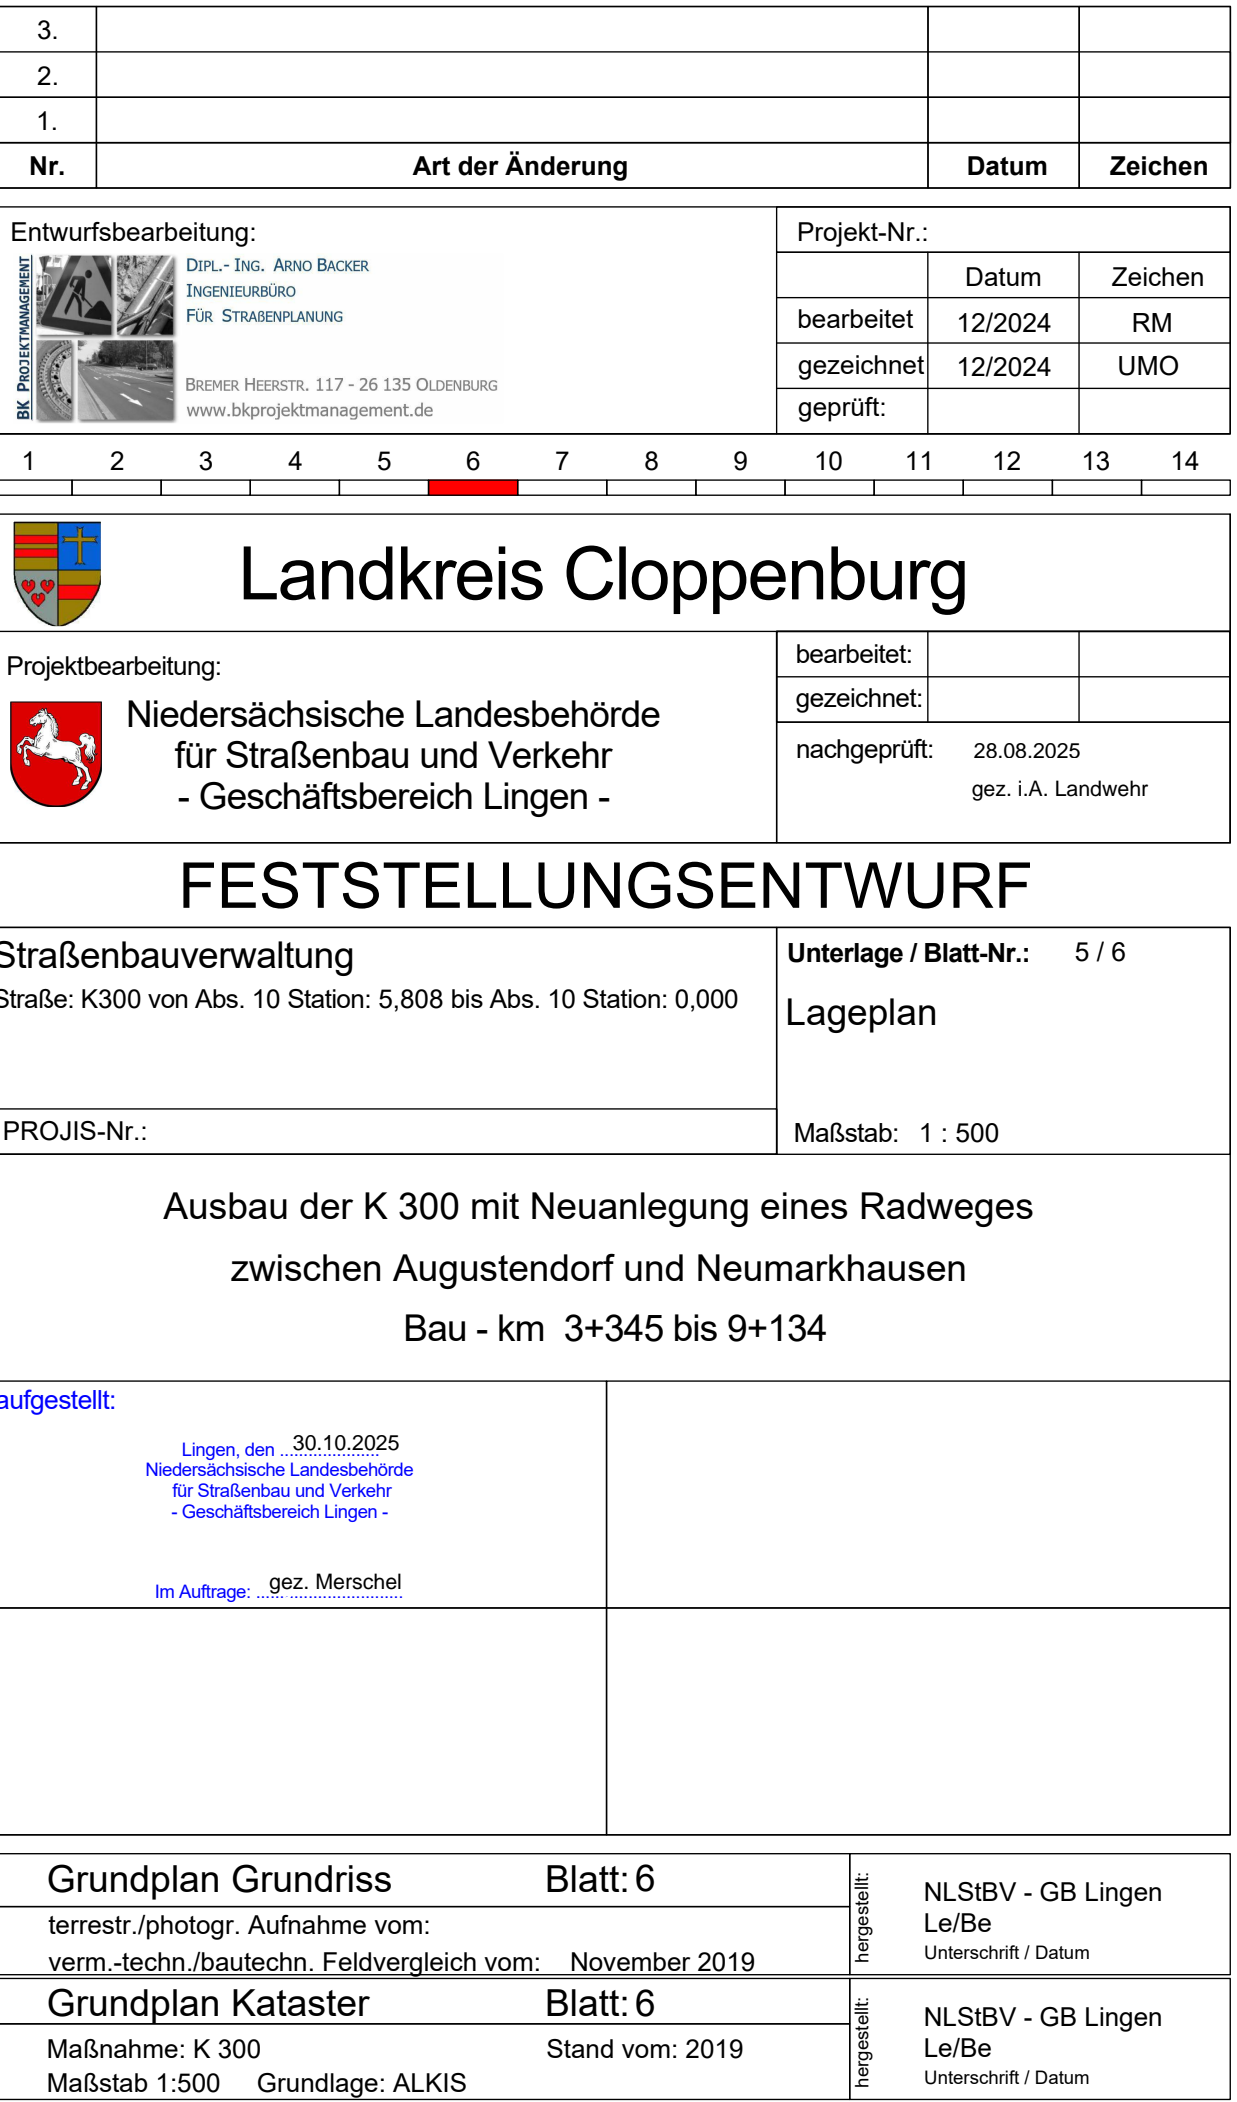 3.
2.
1.
Nr. Art der Änderung Datum Zeichen
Entwurfsbearbeitung:
BK PROJEKTMANAGEMENT
DIPL.- ING. ARNO BACKER
INGENIEURBÜRO
FÜR STRAßENPLANUNG
BREMER HEERSTR. 117 - 26 135 OLDENBURG
www.bkprojektmanagement.de
Projekt-Nr.:
Datum Zeichen
bearbeitet 12/2024 RM
gezeichnet 12/2024 UMO
geprüft:
1 2 3 4 5 6 7 8 9 10 11 12 13 14
Landkreis Cloppenburg
Projektbearbeitung:
Niedersächsische Landesbehörde
für Straßenbau und Verkehr
- Geschäftsbereich Lingen -
bearbeitet:
gezeichnet:
nachgeprüft: 28.08.2025
gez. i.A. Landwehr
FESTSTELLUNGSENTWURF
Straßenbauverwaltung
Straße: K300 von Abs. 10 Station: 5,808 bis Abs. 10 Station: 0,000
PROJIS-Nr.:
Unterlage / Blatt-Nr.: 5 / 6
Lageplan
Maßstab: 1 : 500
Ausbau der K 300 mit Neuanlegung eines Radweges
zwischen Augustendorf und Neumarkhausen
Bau - km 3+345 bis 9+134
aufgestellt:
Lingen, den 30.10.2025
Niedersächsische Landesbehörde
für Straßenbau und Verkehr
- Geschäftsbereich Lingen -
Im Auftrage: gez. Merschel
Grundplan Grundriss Blatt: 6
terrestr./photogr. Aufnahme vom:
verm.-techn./bautechn. Feldvergleich vom: November 2019
hergestellt:
NLStBV - GB Lingen
Le/Be
Unterschrift / Datum
Grundplan Kataster Blatt: 6
Maßnahme: K 300 Stand vom: 2019
Maßstab 1:500 Grundlage: ALKIS
hergestellt:
NLStBV - GB Lingen
Le/Be
Unterschrift / Datum